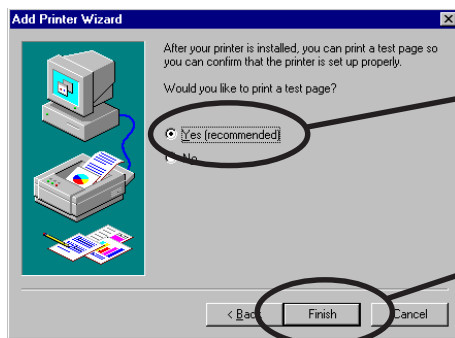 Add Printer Wizard
After your printer is installed, you can print a test page so
you can confirm that the printer is set up properly.
Would you like to print a test page?
Yes (recommended)
No
< Back Finish Cancel